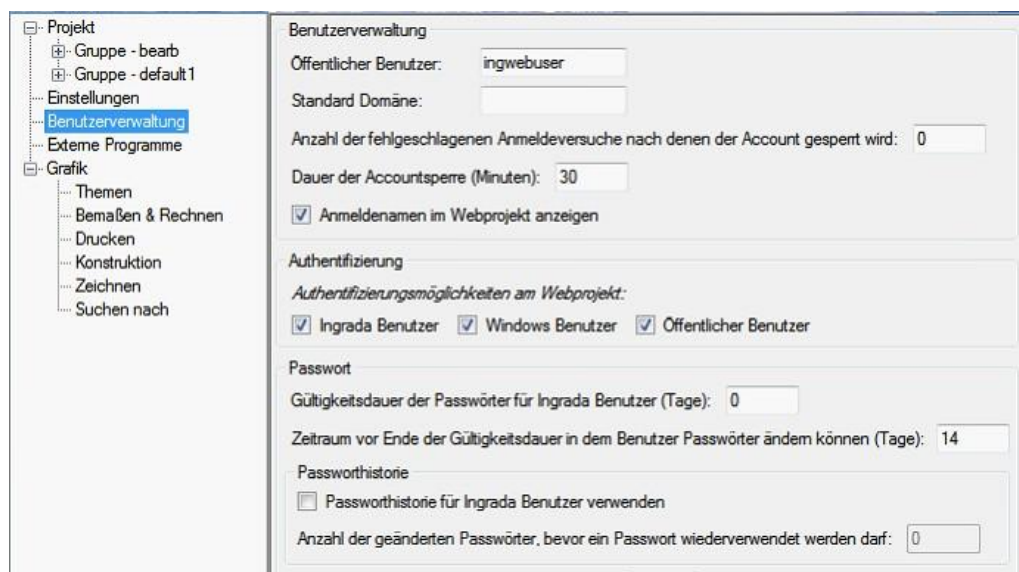 Projekt
Gruppe - bearb
Gruppe - default1
Einstellungen
Benutzerverwaltung
Externe Programme
Grafik
Themen
Bemaßen & Rechnen
Drucken
Konstruktion
Zeichnen
Suchen nach
Benutzerverwaltung
Öffentlicher Benutzer: ingwebuser
Standard Domäne:
Anzahl der fehlgeschlagenen Anmeldeversuche nach denen der Account gesperrt wird: 0
Dauer der Accountsperre (Minuten): 30
Anmeldenamen im Webprojekt anzeigen
Authentifizierung
Authentifizierungsmöglichkeiten am Webprojekt:
Ingrada Benutzer Windows Benutzer Öffentlicher Benutzer
Passwort
Gültigkeitsdauer der Passwörter für Ingrada Benutzer (Tage): 0
Zeitraum vor Ende der Gültigkeitsdauer in dem Benutzer Passwörter ändern können (Tage): 14
Passworthistorie
Passworthistorie für Ingrada Benutzer verwenden
Anzahl der geänderten Passwörter, bevor ein Passwort wiederverwendet werden darf: 0